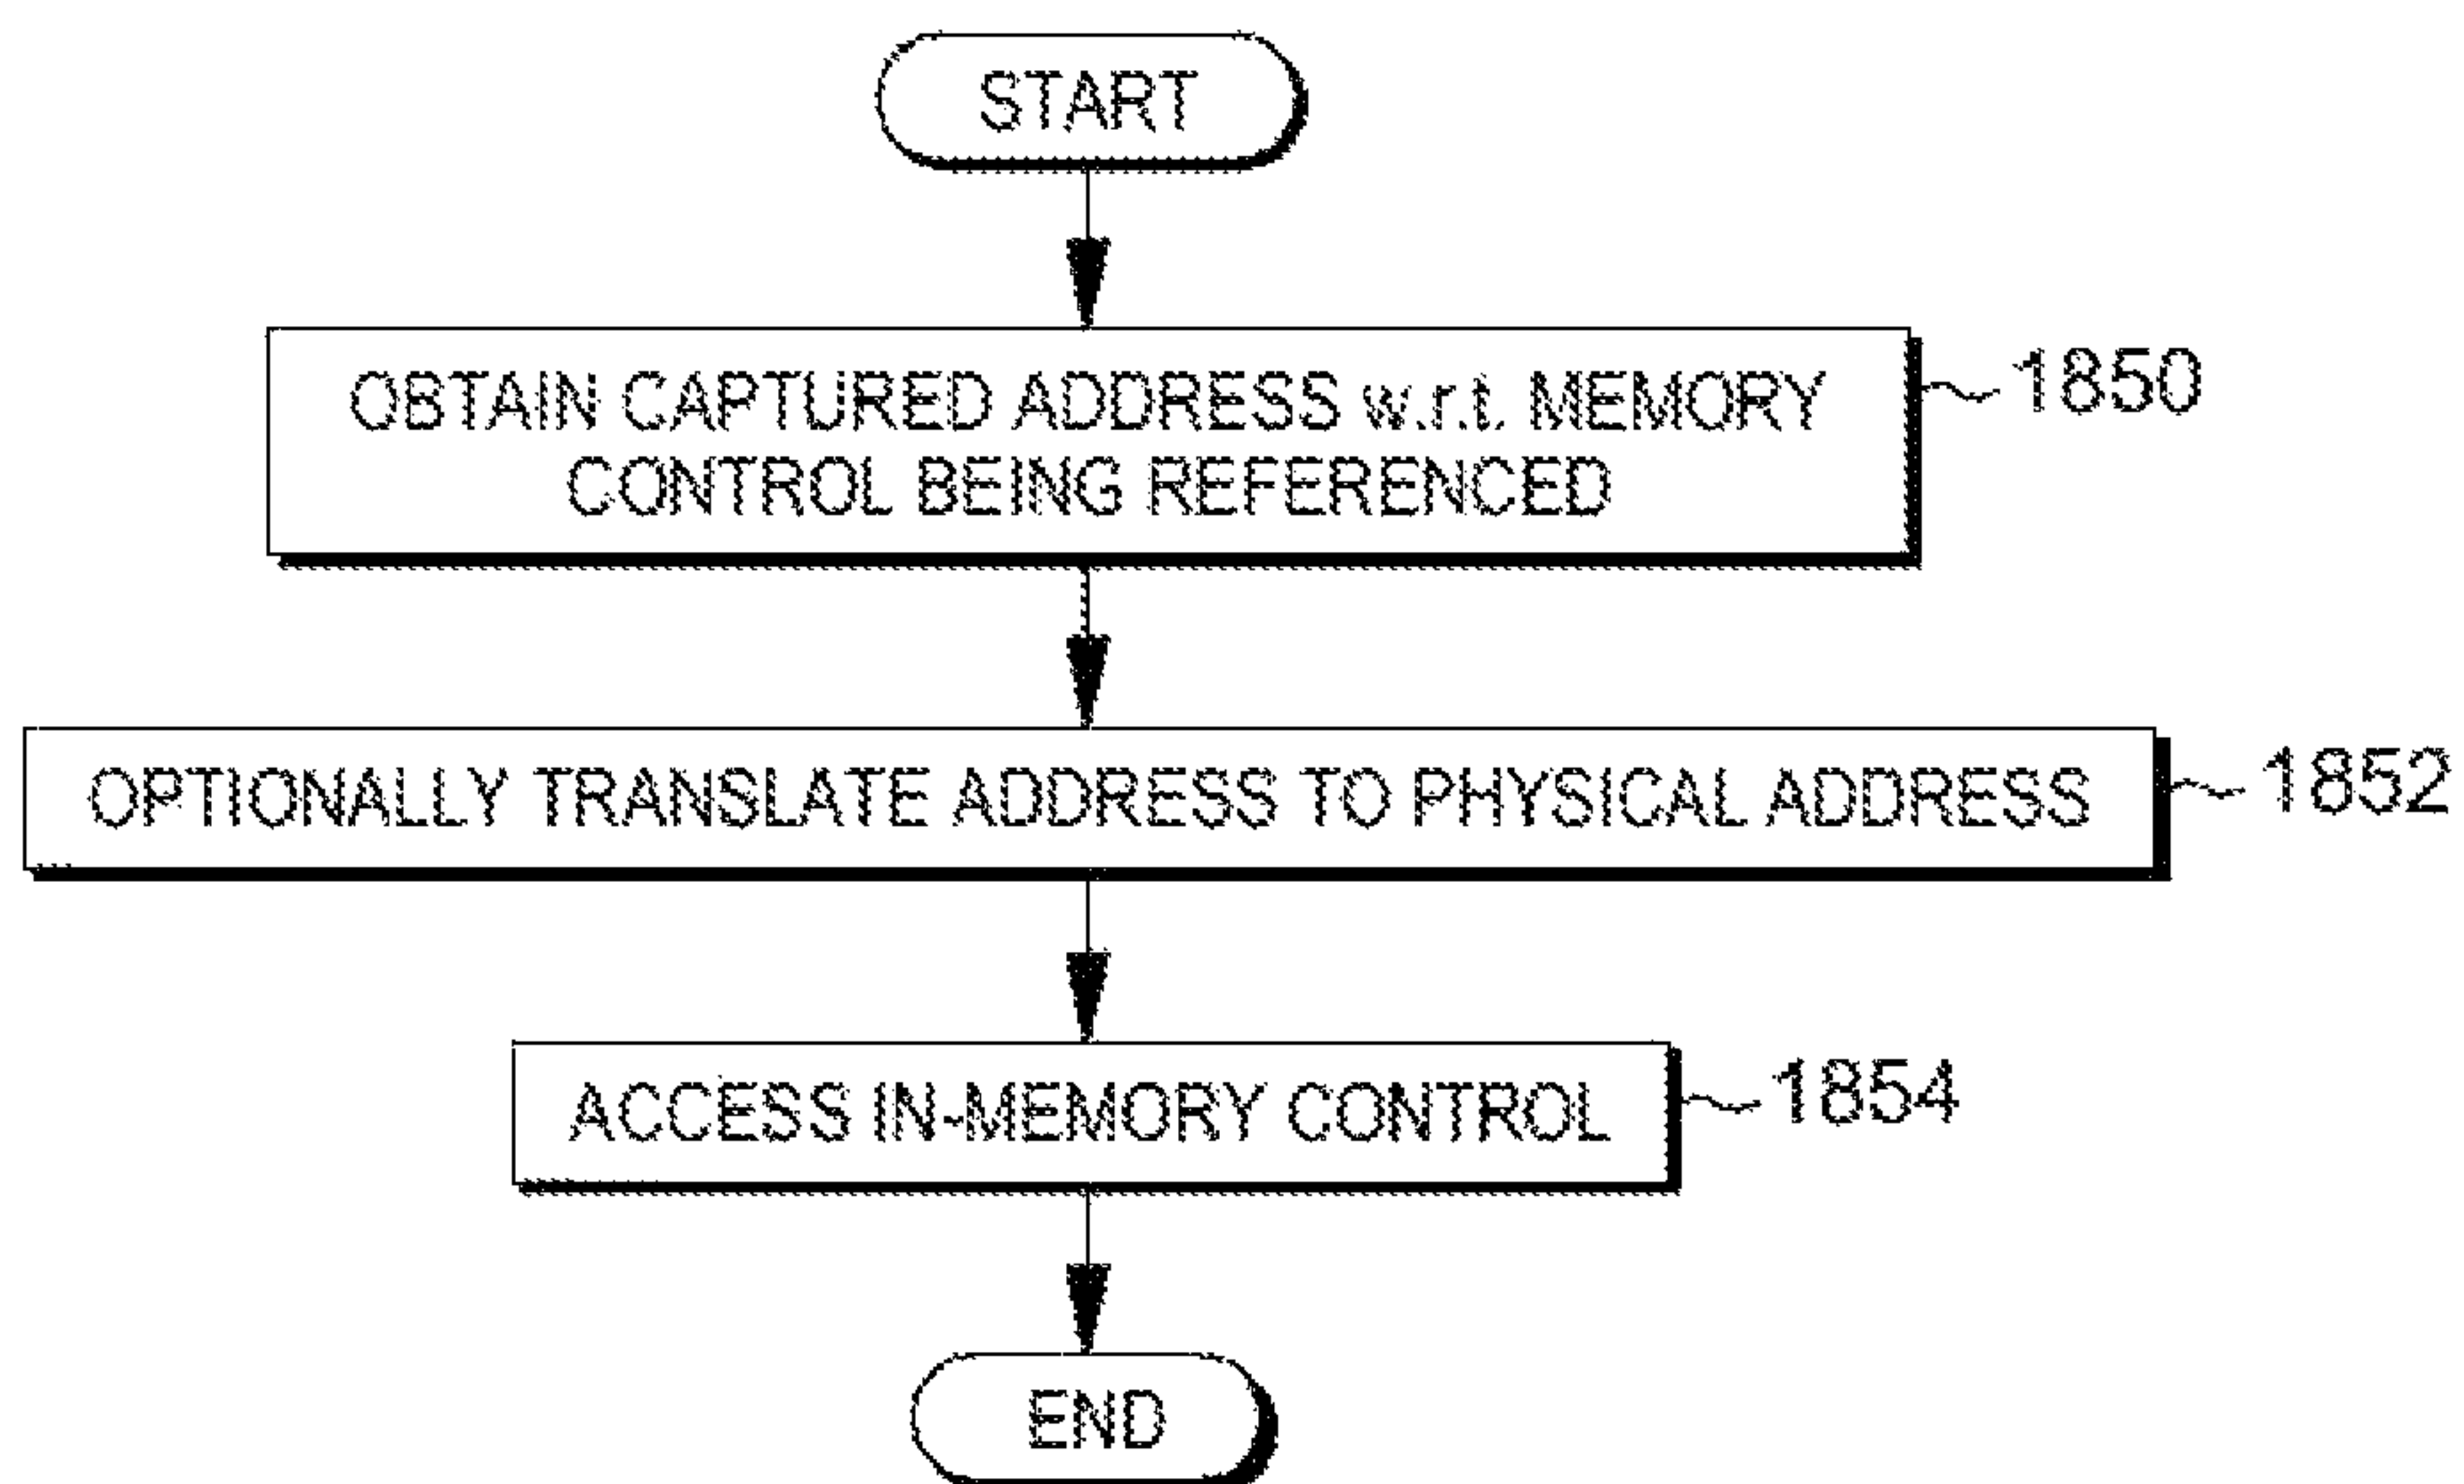 START
OBTAIN CAPTURED ADDRESS w.r.t. MEMORY
CONTROL BEING REFERENCED
1850
OPTIONALLY TRANSLATE ADDRESS TO PHYSICAL ADDRESS
1852
ACCESS IN-MEMORY CONTROL
1854
END